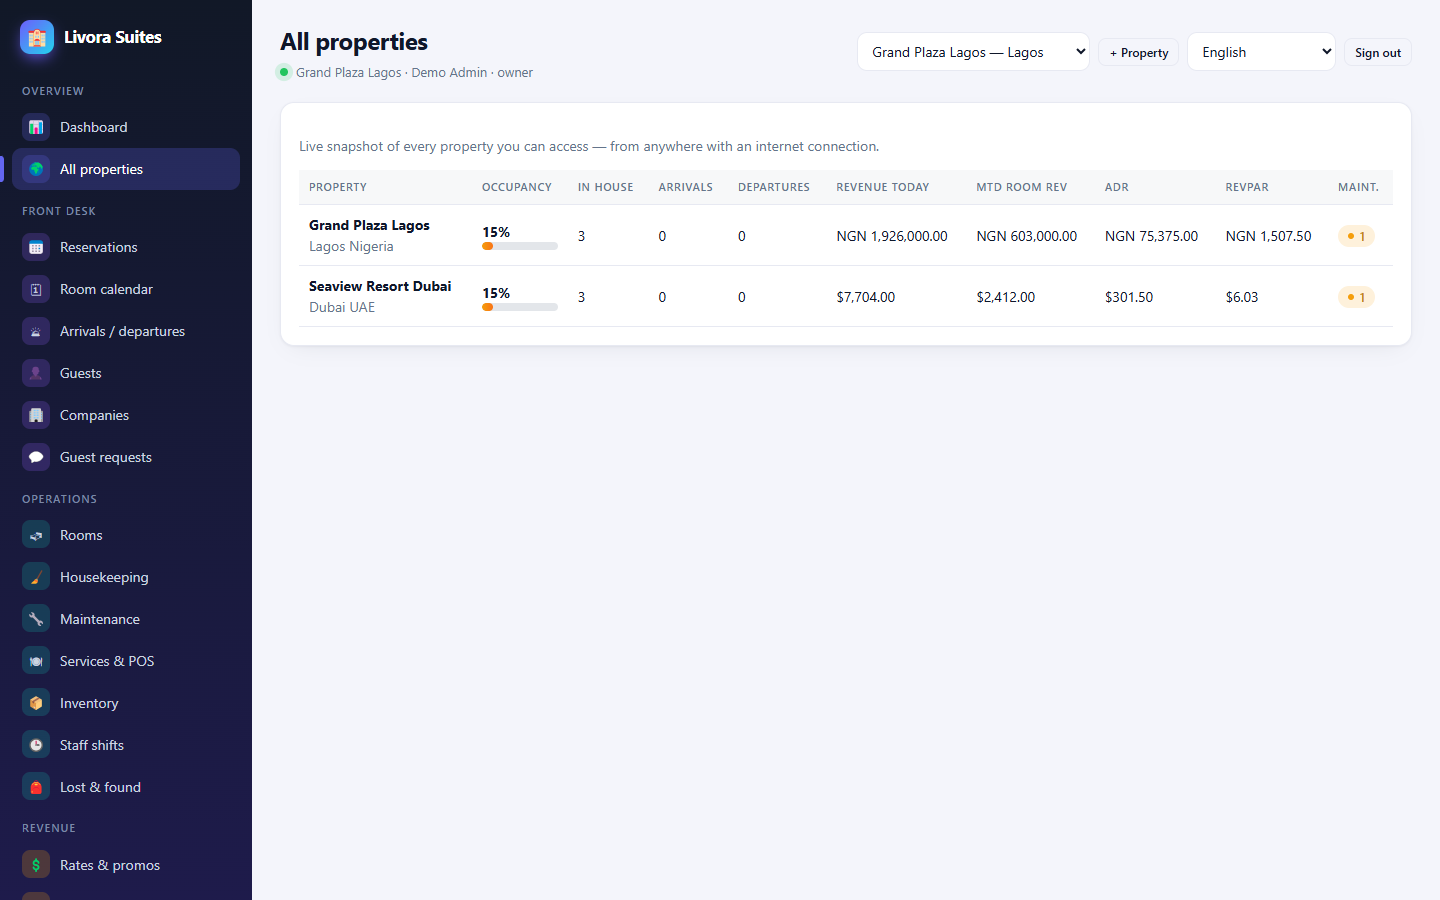 Livora Suites
OVERVIEW
Dashboard
All properties
FRONT DESK
Reservations
Room calendar
Arrivals / departures
Guests
Companies
Guest requests
OPERATIONS
Rooms
Housekeeping
Maintenance
Services & POS
Inventory
Staff shifts
Lost & found
REVENUE
Rates & promos
All properties
Grand Plaza Lagos · Demo Admin · owner
Grand Plaza Lagos — Lagos
+ Property
English
Sign out
Live snapshot of every property you can access — from anywhere with an internet connection.
PROPERTY OCCUPANCY IN HOUSE ARRIVALS DEPARTURES REVENUE TODAY MTD ROOM REV ADR REVPAR MAINT.
Grand Plaza Lagos
Lagos Nigeria
15% 3 0 0 NGN 1,926,000.00 NGN 603,000.00 NGN 75,375.00 NGN 1,507.50 1
Seaview Resort Dubai
Dubai UAE
15% 3 0 0 $7,704.00 $2,412.00 $301.50 $6.03 1